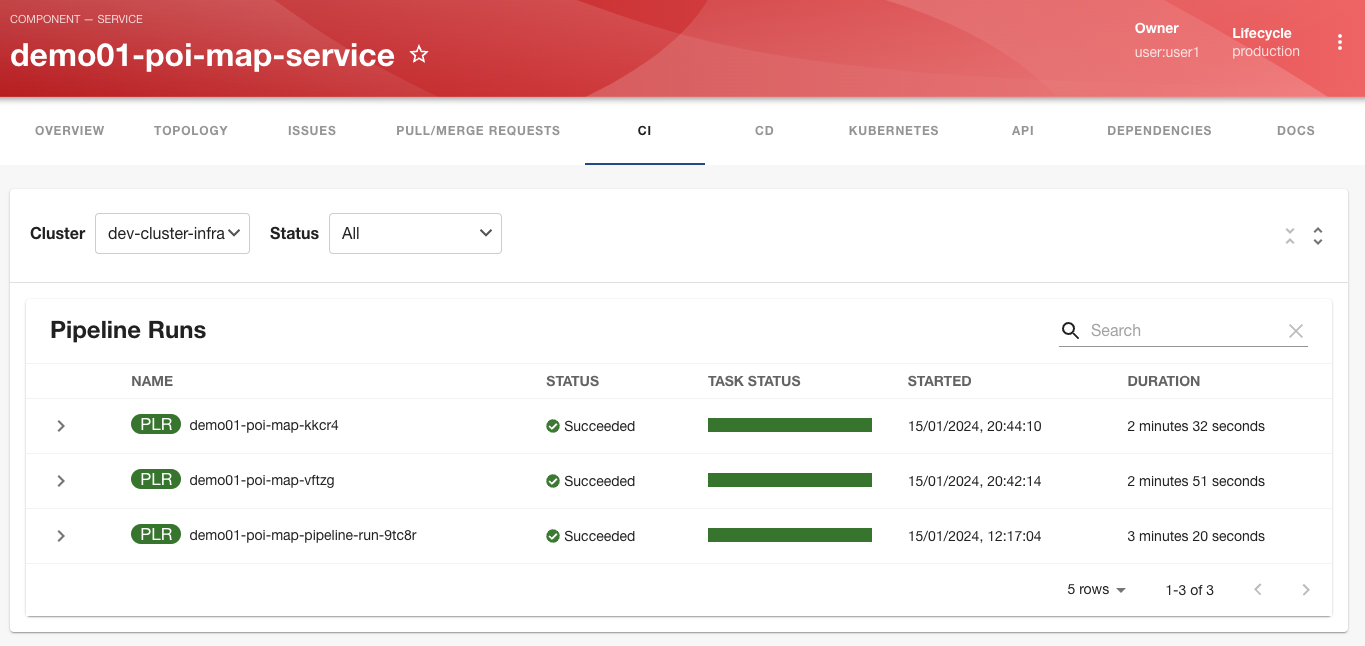 COMPONENT — SERVICE
demo01-poi-map-service
Owner
user:user1
Lifecycle
production
OVERVIEW TOPOLOGY ISSUES PULL/MERGE REQUESTS CI CD KUBERNETES API DEPENDENCIES DOCS
Cluster dev-cluster-infra Status All
Pipeline Runs Search
NAME STATUS TASK STATUS STARTED DURATION
PLR demo01-poi-map-kkcr4 Succeeded 15/01/2024, 20:44:10 2 minutes 32 seconds
PLR demo01-poi-map-vftzg Succeeded 15/01/2024, 20:42:14 2 minutes 51 seconds
PLR demo01-poi-map-pipeline-run-9tc8r Succeeded 15/01/2024, 12:17:04 3 minutes 20 seconds
5 rows 1-3 of 3